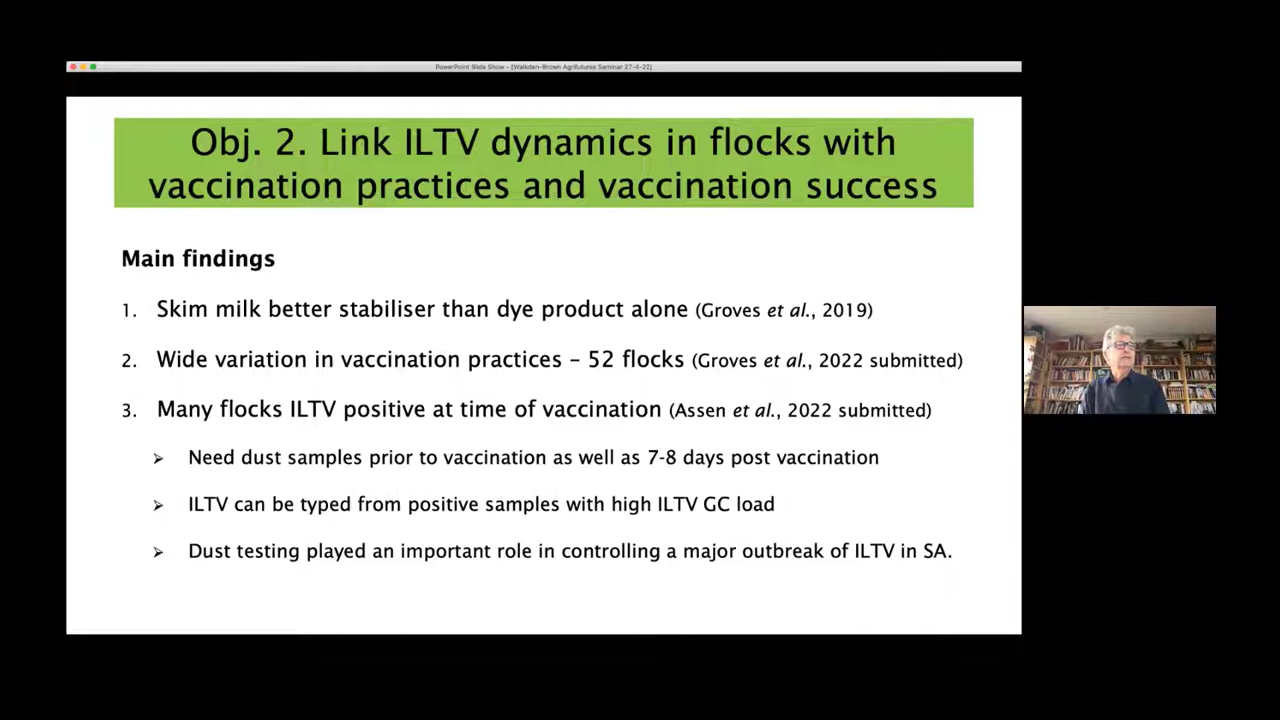 PowerPoint Slide Show - [Walkden-Brown Agrifutures Seminar 27-4-22]
Obj. 2. Link ILTV dynamics in flocks with
vaccination practices and vaccination success
Main findings
1. Skim milk better stabiliser than dye product alone (Groves et al., 2019)
2. Wide variation in vaccination practices – 52 flocks (Groves et al., 2022 submitted)
3. Many flocks ILTV positive at time of vaccination (Assen et al., 2022 submitted)
➢ Need dust samples prior to vaccination as well as 7-8 days post vaccination
➢ ILTV can be typed from positive samples with high ILTV GC load
➢ Dust testing played an important role in controlling a major outbreak of ILTV in SA.